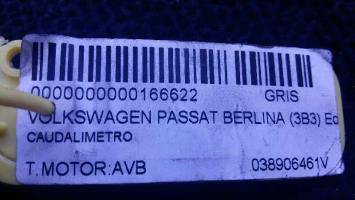 0000000000166622 GRIS
VOLKSWAGEN PASSAT BERLINA (3B3) Ed
CAUDALIMETRO
T. MOTOR: AVB 038906461V